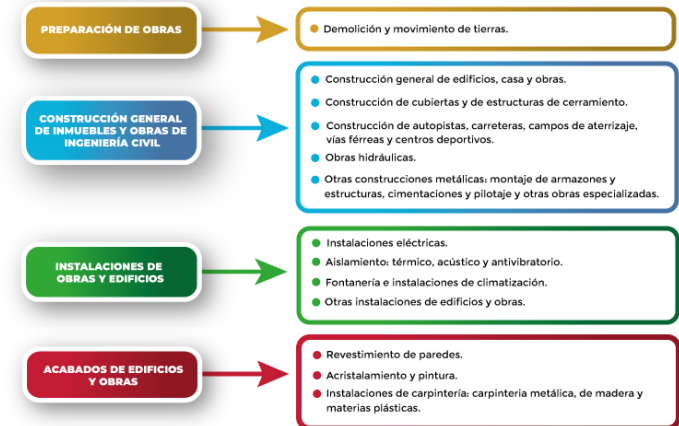 PREPARACIÓN DE OBRAS
Demolición y movimiento de tierras.
CONSTRUCCIÓN GENERAL
DE INMUEBLES Y OBRAS DE
INGENIERÍA CIVIL
Construcción general de edificios, casa y obras.
Construcción de cubiertas y de estructuras de cerramiento.
Construcción de autopistas, carreteras, campos de aterrizaje,
vías férreas y centros deportivos.
Obras hidráulicas.
Otras construcciones metálicas: montaje de armazones y
estructuras, cimentaciones y pilotaje y otras obras especializadas.
INSTALACIONES DE
OBRAS Y EDIFICIOS
Instalaciones eléctricas.
Aislamiento: térmico, acústico y antivibratorio.
Fontanería e instalaciones de climatización.
Otras instalaciones de edificios y obras.
ACABADOS DE EDIFICIOS
Y OBRAS
Revestimiento de paredes.
Acristalamiento y pintura.
Instalaciones de carpintería: carpinteria metálica, de madera y
materias plásticas.